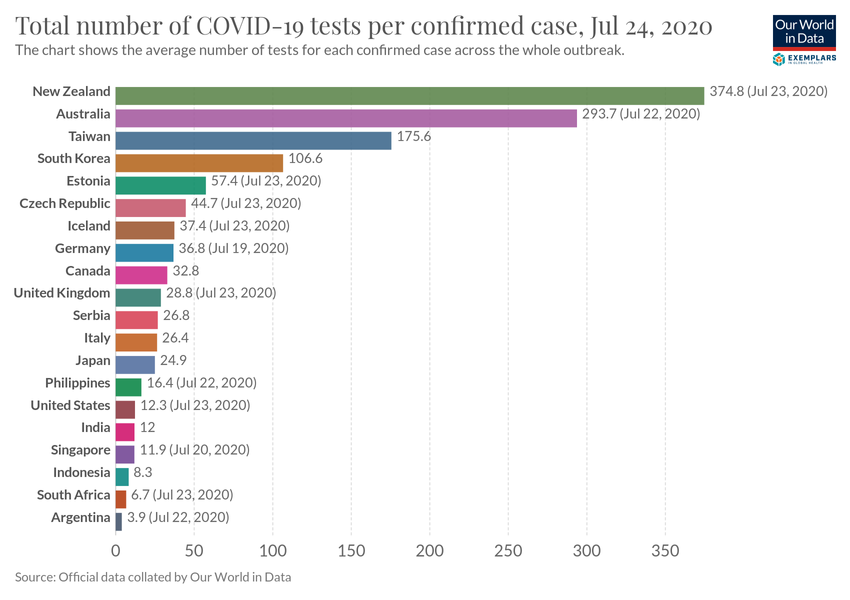 Total number of COVID-19 tests per confirmed case, Jul 24, 2020
The chart shows the average number of tests for each confirmed case across the whole outbreak.
Our World
in Data
EXEMPLARS
IN GLOBAL HEALTH
New Zealand 374.8 (Jul 23, 2020)
Australia 293.7 (Jul 22, 2020)
Taiwan 175.6
South Korea 106.6
Estonia 57.4 (Jul 23, 2020)
Czech Republic 44.7 (Jul 23, 2020)
Iceland 37.4 (Jul 23, 2020)
Germany 36.8 (Jul 19, 2020)
Canada 32.8
United Kingdom 28.8 (Jul 23, 2020)
Serbia 26.8
Italy 26.4
Japan 24.9
Philippines 16.4 (Jul 22, 2020)
United States 12.3 (Jul 23, 2020)
India 12
Singapore 11.9 (Jul 20, 2020)
Indonesia 8.3
South Africa 6.7 (Jul 23, 2020)
Argentina 3.9 (Jul 22, 2020)
0 50 100 150 200 250 300 350
Source: Official data collated by Our World in Data